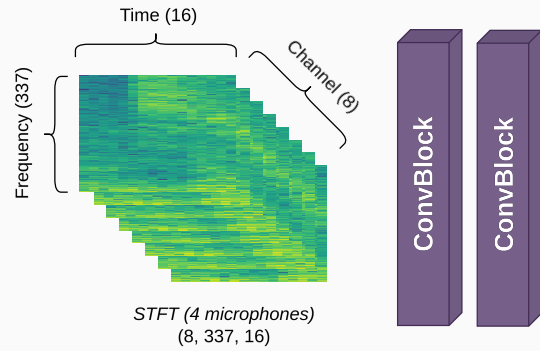 Time (16)
Channel (8)
Frequency (337)
ConvBlock
ConvBlock
STFT (4 microphones)
(8, 337, 16)